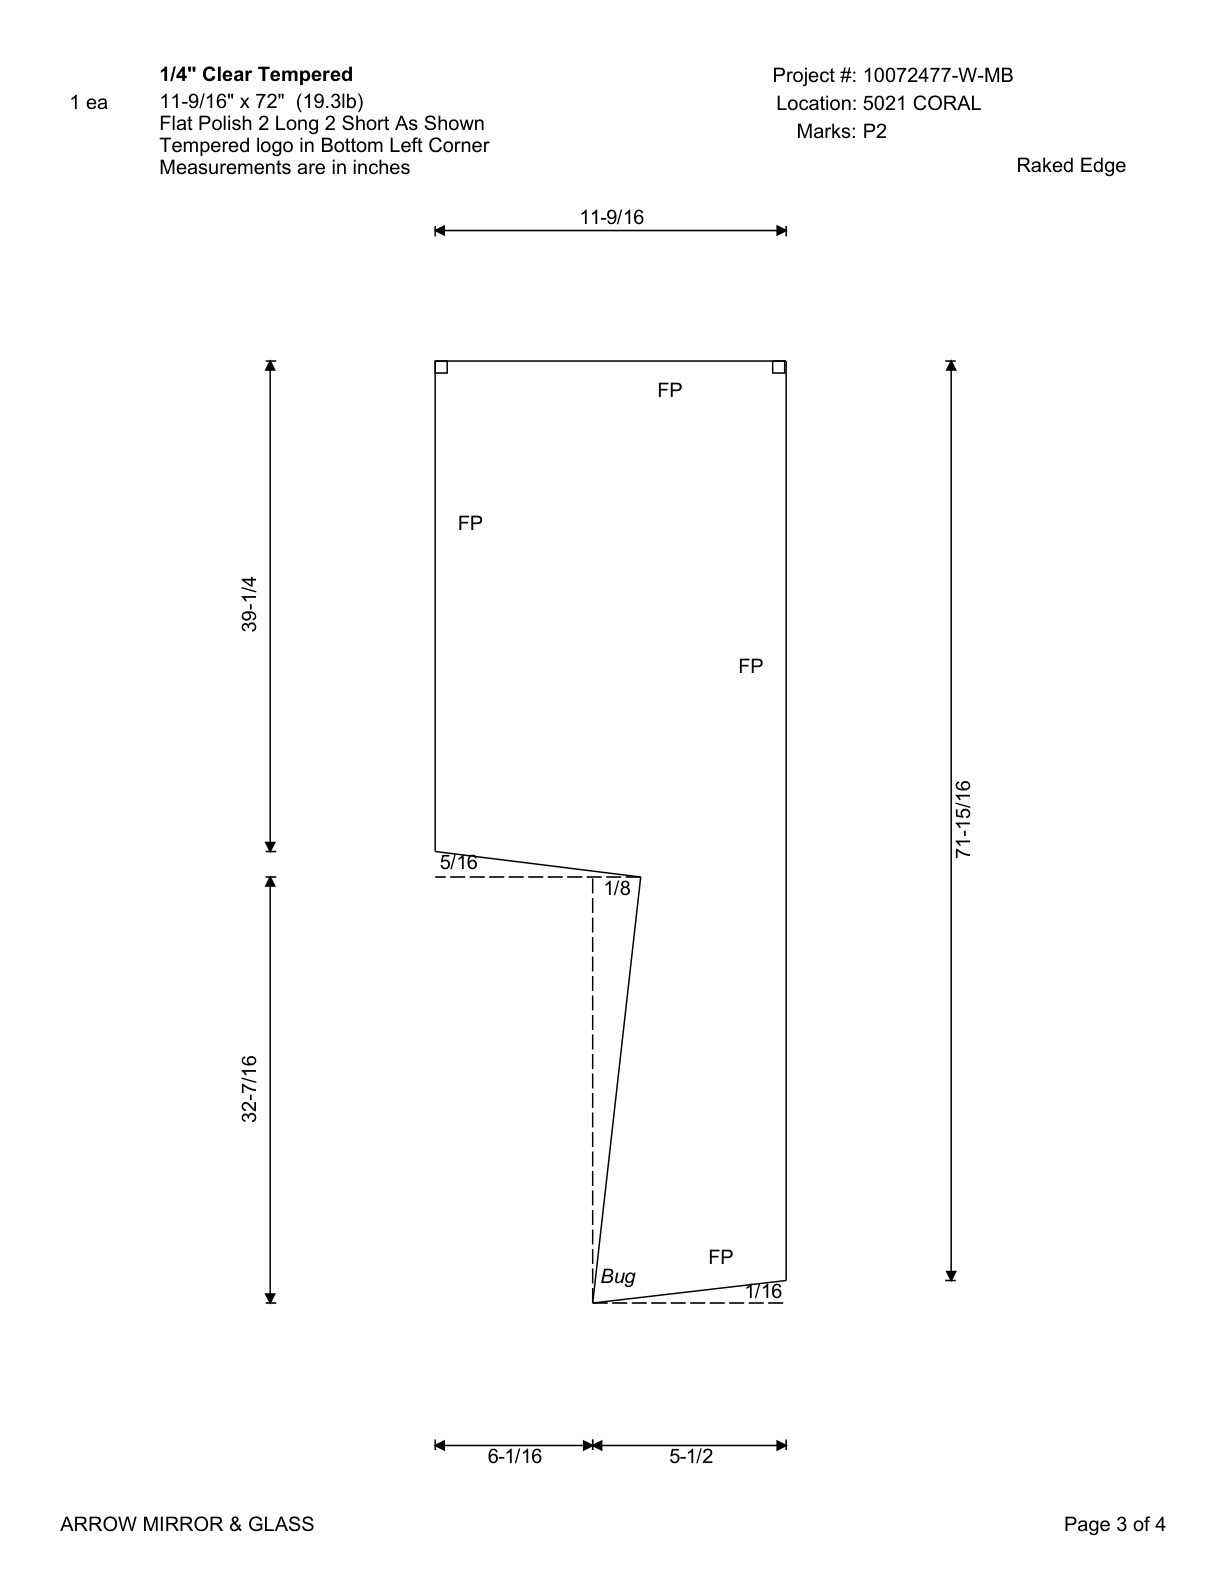 1/4" Clear Tempered
1 ea
11-9/16" x 72" (19.3lb)
Flat Polish 2 Long 2 Short As Shown
Tempered logo in Bottom Left Corner
Measurements are in inches
Project #: 10072477-W-MB
Location: 5021 CORAL
Marks: P2
Raked Edge
11-9/16
FP
FP
39-1/4
FP
71-15/16
5/16
1/8
32-7/16
FP
Bug
1/16
6-1/16
5-1/2
ARROW MIRROR & GLASS
Page 3 of 4